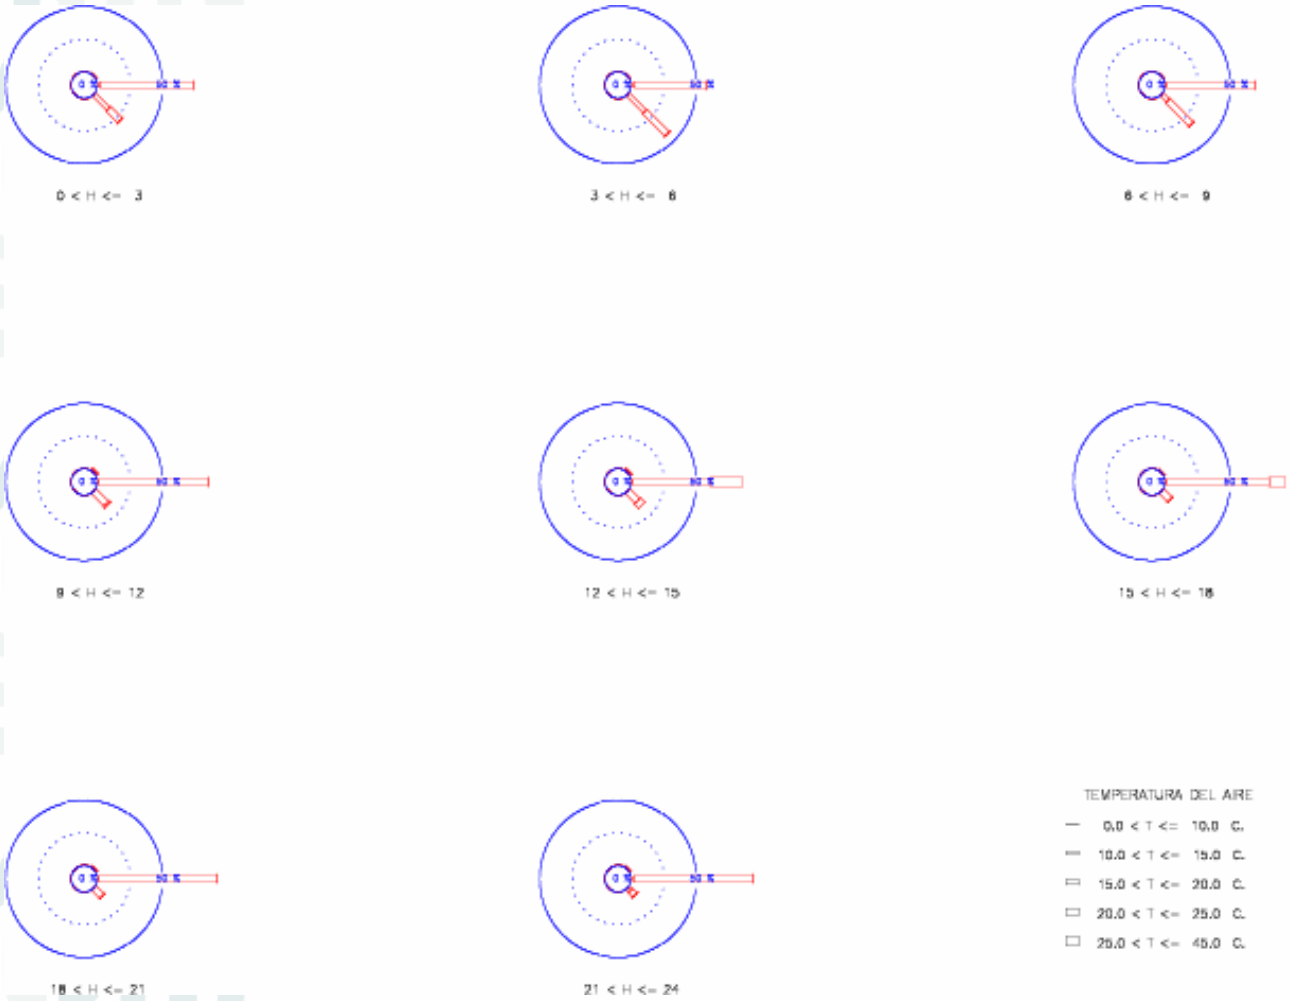 0 < H <= 3
3 < H <= 6
6 < H <= 9
9 < H <= 12
12 < H <= 15
15 < H <= 18
18 < H <= 21
21 < H <= 24
TEMPERATURA DEL AIRE
0.0 < T <= 10.0 C.
10.0 < T <= 15.0 C.
15.0 < T <= 20.0 C.
20.0 < T <= 25.0 C.
25.0 < T <= 45.0 C.